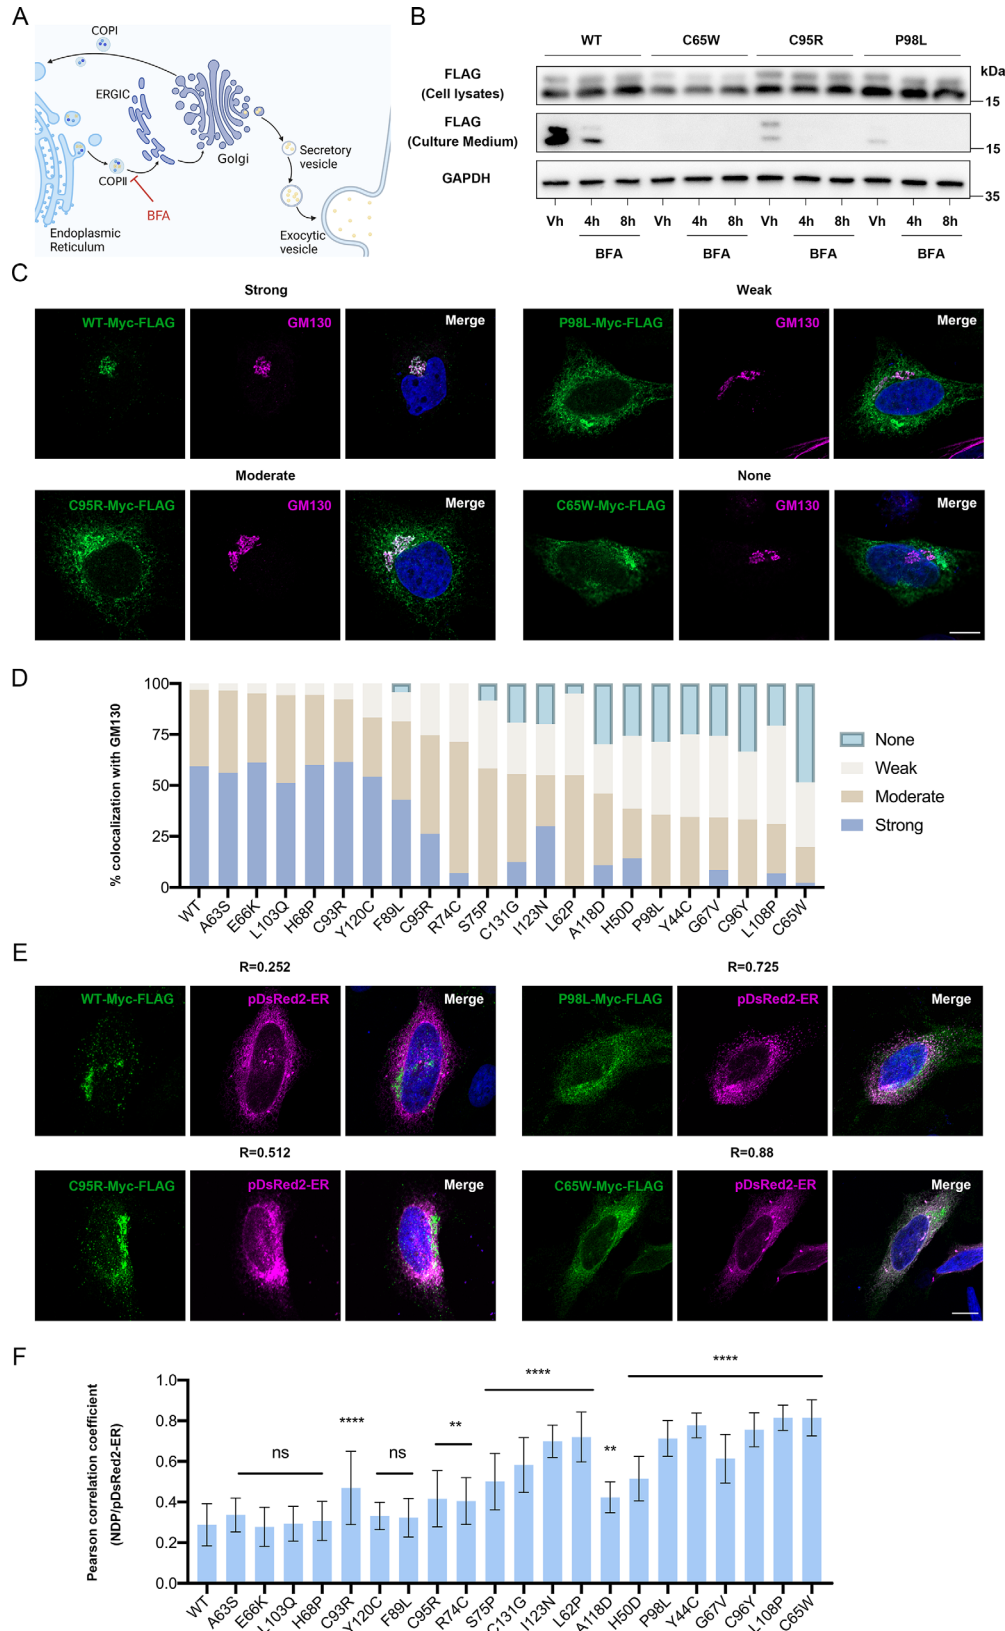 A
COPI
ERGIC
Golgi
COPII
BFA
Secretory
vesicle
Endoplasmic
Reticulum
Exocytic
vesicle
B
WT C65W C95R P98L
kDa
FLAG
(Cell lysates)
15
FLAG
(Culture Medium)
15
GAPDH
35
Vh 4h 8h Vh 4h 8h Vh 4h 8h Vh 4h 8h
BFA BFA BFA BFA
C
Strong Weak
WT-Myc-FLAG GM130 Merge P98L-Myc-FLAG GM130 Merge
Moderate None
C95R-Myc-FLAG GM130 Merge C65W-Myc-FLAG GM130 Merge
D
% colocalization with GM130
100
75
50
25
0
None
Weak
Moderate
Strong
WT A63S E66K L103Q H68P C93R Y120C F89L C95R R74C S75P C131G I123N L62P A118D H50D P98L Y44C G67V C96Y L108P C65W
E
R=0.252 R=0.725
WT-Myc-FLAG pDsRed2-ER Merge P98L-Myc-FLAG pDsRed2-ER Merge
R=0.512 R=0.88
C95R-Myc-FLAG pDsRed2-ER Merge C65W-Myc-FLAG pDsRed2-ER Merge
F
Pearson correlation coefficient
(NDP/pDsRed2-ER)
1.0
0.8
0.6
0.4
0.2
0.0
ns **** ns ** **** ** ****
WT A63S E66K L103Q H68P C93R Y120C F89L C95R R74C S75P C131G I123N L62P A118D H50D P98L Y44C G67V C96Y L108P C65W